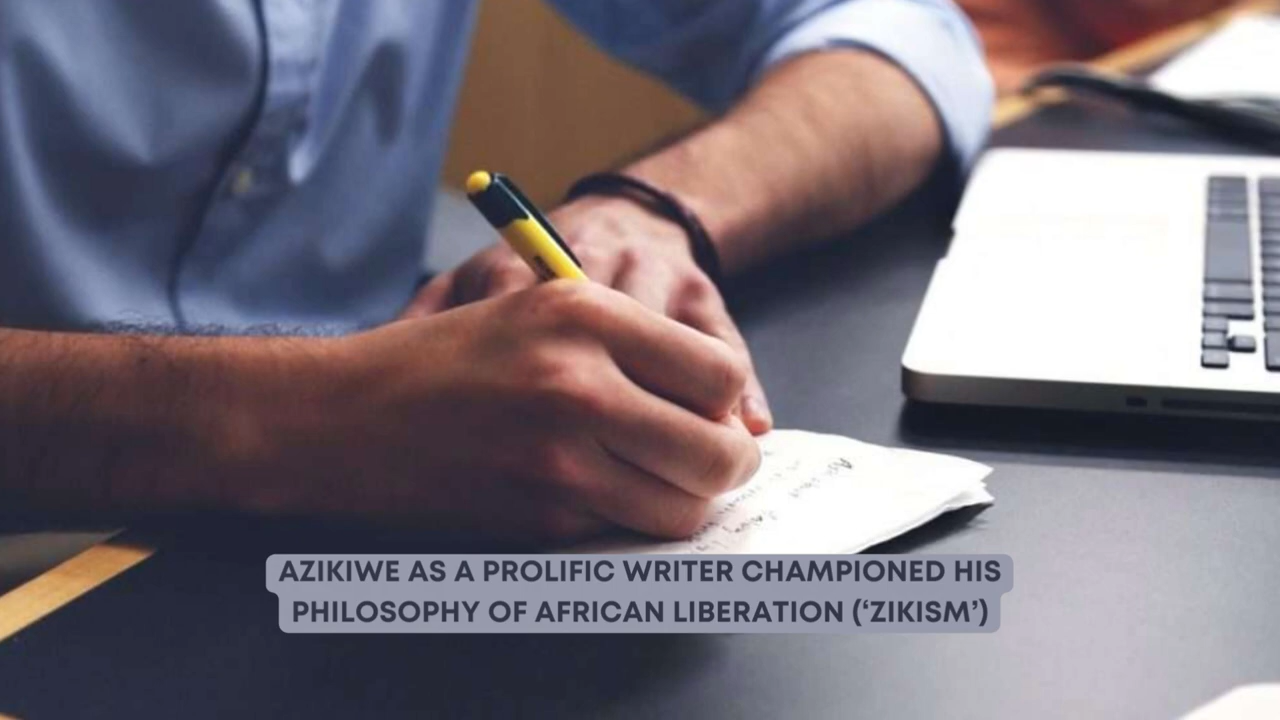 AZIKIWE AS A PROLIFIC WRITER CHAMPIONED HIS
PHILOSOPHY OF AFRICAN LIBERATION (‘ZIKISM’)